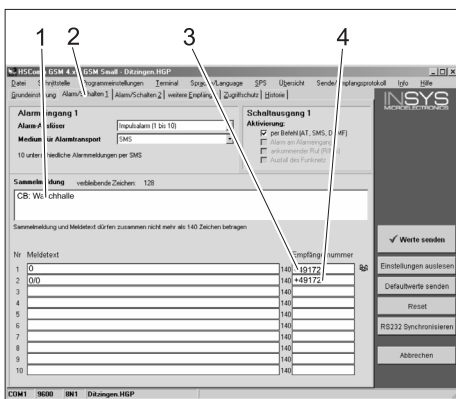 1 2 3 4
HSComm GSM 4.x - GSM Small - Ditzingen.HGP
Datei Schnittstelle Programmeinstellungen Terminal Sprache/Language SPS Übersicht Sende/Empfangsprotokoll Info Hilfe
Grundeinstellung Alarm/Schalten 1 Alarm/Schalten 2 weitere Empfänger Zugriffschutz Historie
INSYS
MICROELECTRONICS
Alarmeingang 1
Alarm-Auslöser Impulsalarm (1 bis 10)
Medium für Alarmtransport SMS
10 unterschiedliche Alarmmeldungen per SMS
Schaltausgang 1
Aktivierung:
per Befehl (AT, SMS, DTMF)
Alarm am Alarmeingang
ankommender Ruf
Ausfall des Funknetz
Sammelmeldung verbleibende Zeichen: 128
CB: Waschhalle
Sammelmeldung und Meldetext dürfen zusammen nicht mehr als 140 Zeichen betragen
Nr Meldetext Empfängernummer
1 0 140 +49172
2 0/0 140 +49172
3 140
4 140
5 140
6 140
7 140
8 140
9 140
10 140
Werte senden
Einstellungen auslesen
Defaultwerte senden
Reset
RS232 Synchronisieren
Abbrechen
COM1 9600 8N1 Ditzingen.HGP